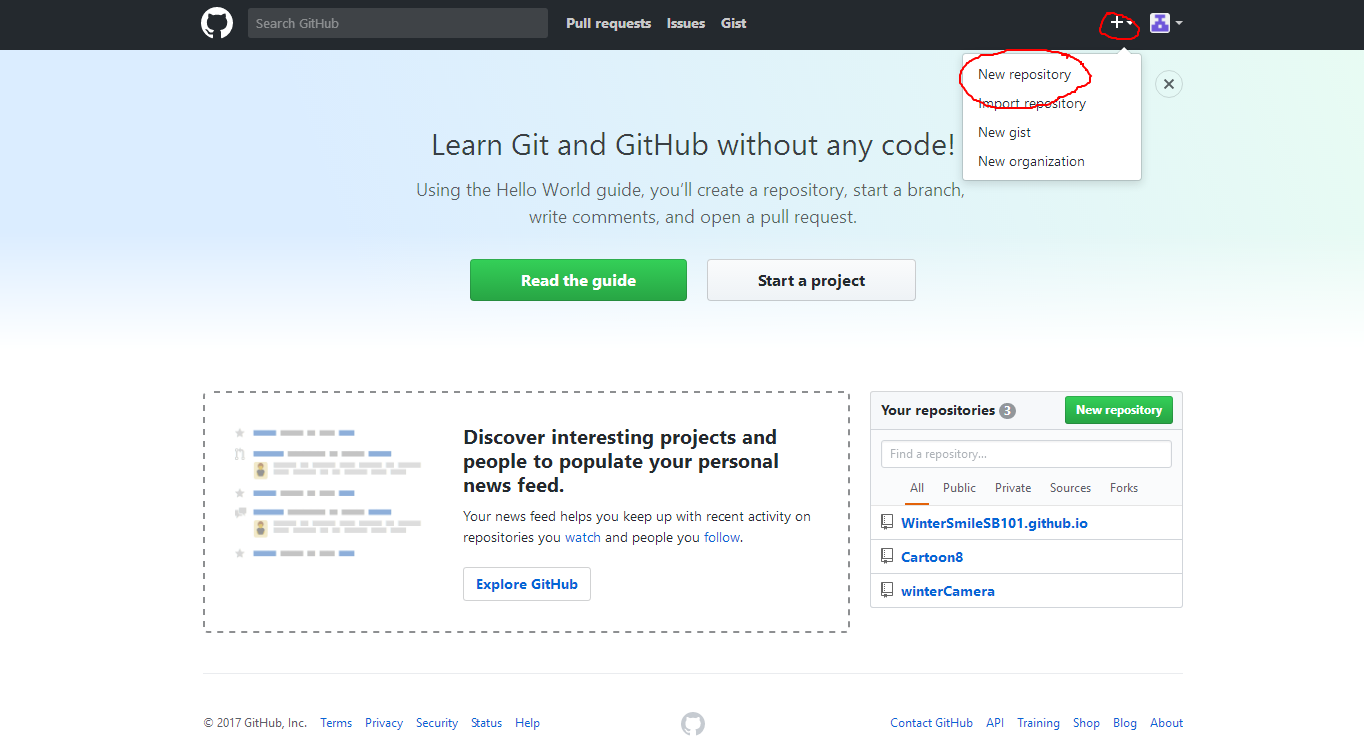 Search GitHub
Pull requests
Issues
Gist
New repository
Import repository
New gist
New organization
Learn Git and GitHub without any code!
Using the Hello World guide, you’ll create a repository, start a branch,
write comments, and open a pull request.
Read the guide
Start a project
Discover interesting projects and
people to populate your personal
news feed.
Your news feed helps you keep up with recent activity on
repositories you watch and people you follow.
Explore GitHub
Your repositories 3
New repository
Find a repository...
All Public Private Sources Forks
WinterSmileSB101.github.io
Cartoon8
winterCamera
© 2017 GitHub, Inc. Terms Privacy Security Status Help
Contact GitHub API Training Shop Blog About